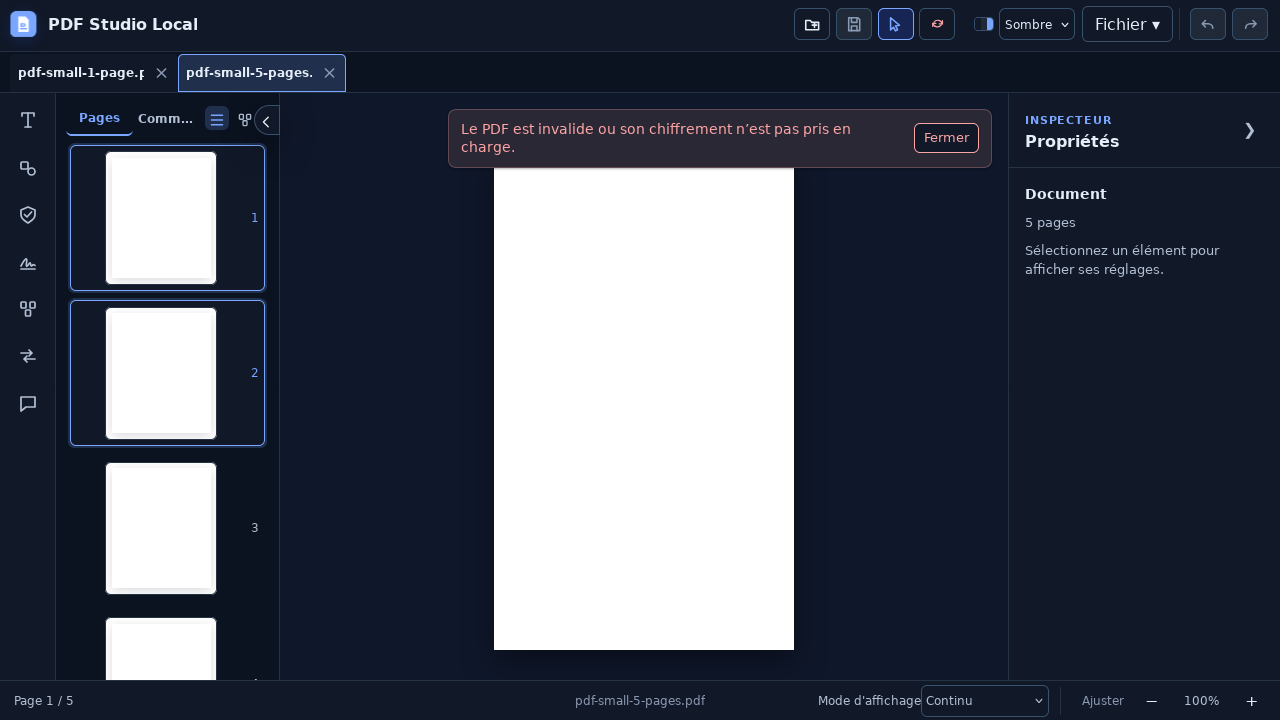 PDF Studio Local
Sombre
Fichier ▾
pdf-small-1-page.p
pdf-small-5-pages.
Pages
Comm...
1
2
3
Le PDF est invalide ou son chiffrement n’est pas pris en
charge.
Fermer
INSPECTEUR
Propriétés
Document
5 pages
Sélectionnez un élément pour
afficher ses réglages.
Page 1 / 5
pdf-small-5-pages.pdf
Mode d'affichage
Continu
Ajuster
100%